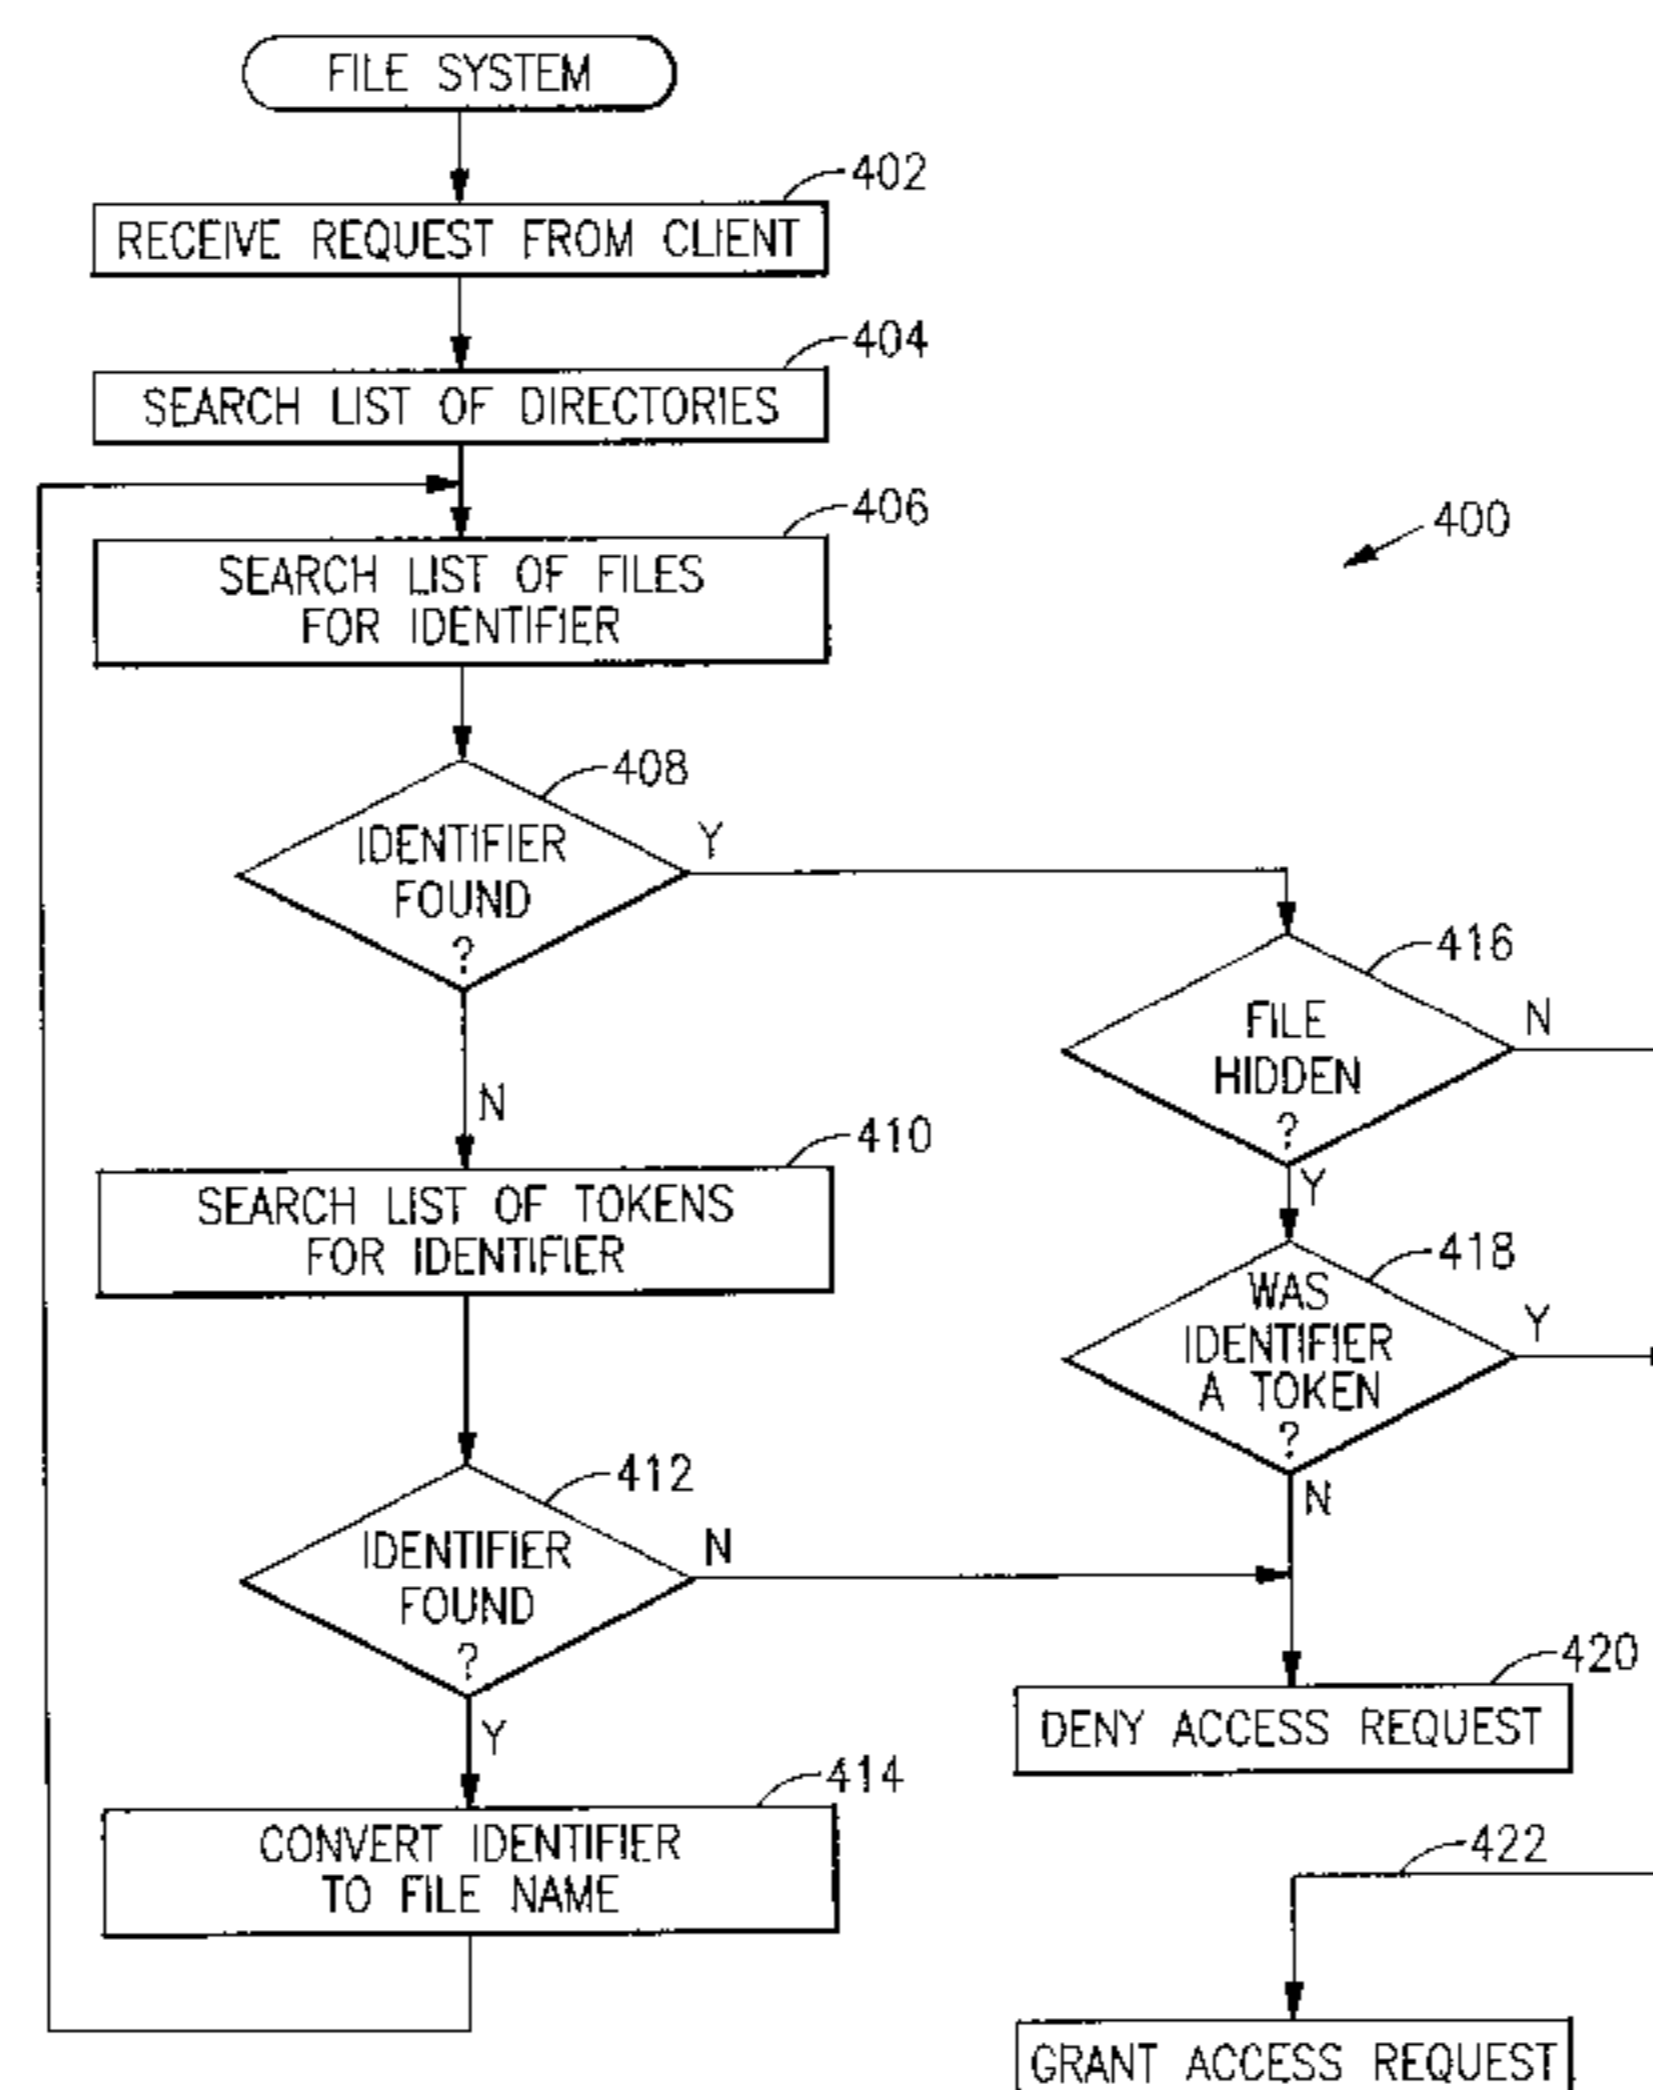 FILE SYSTEM
402
RECEIVE REQUEST FROM CLIENT
404
SEARCH LIST OF DIRECTORIES
406
SEARCH LIST OF FILES
FOR IDENTIFIER
400
408
IDENTIFIER
FOUND
?
Y
N
416
FILE
HIDDEN
?
N
Y
410
SEARCH LIST OF TOKENS
FOR IDENTIFIER
418
WAS
IDENTIFIER
A TOKEN
?
Y
N
412
IDENTIFIER
FOUND
?
N
Y
420
DENY ACCESS REQUEST
414
CONVERT IDENTIFIER
TO FILE NAME
422
GRANT ACCESS REQUEST